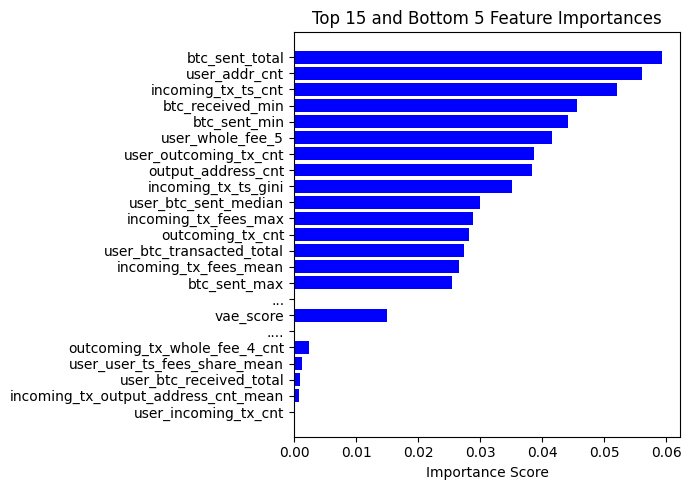 Top 15 and Bottom 5 Feature Importances
btc_sent_total
user_addr_cnt
incoming_tx_ts_cnt
btc_received_min
btc_sent_min
user_whole_fee_5
user_outcoming_tx_cnt
output_address_cnt
incoming_tx_ts_gini
user_btc_sent_median
incoming_tx_fees_max
outcoming_tx_cnt
user_btc_transacted_total
incoming_tx_fees_mean
btc_sent_max
...
vae_score
....
outcoming_tx_whole_fee_4_cnt
user_user_ts_fees_share_mean
user_btc_received_total
incoming_tx_output_address_cnt_mean
user_incoming_tx_cnt
0.00 0.01 0.02 0.03 0.04 0.05 0.06
Importance Score